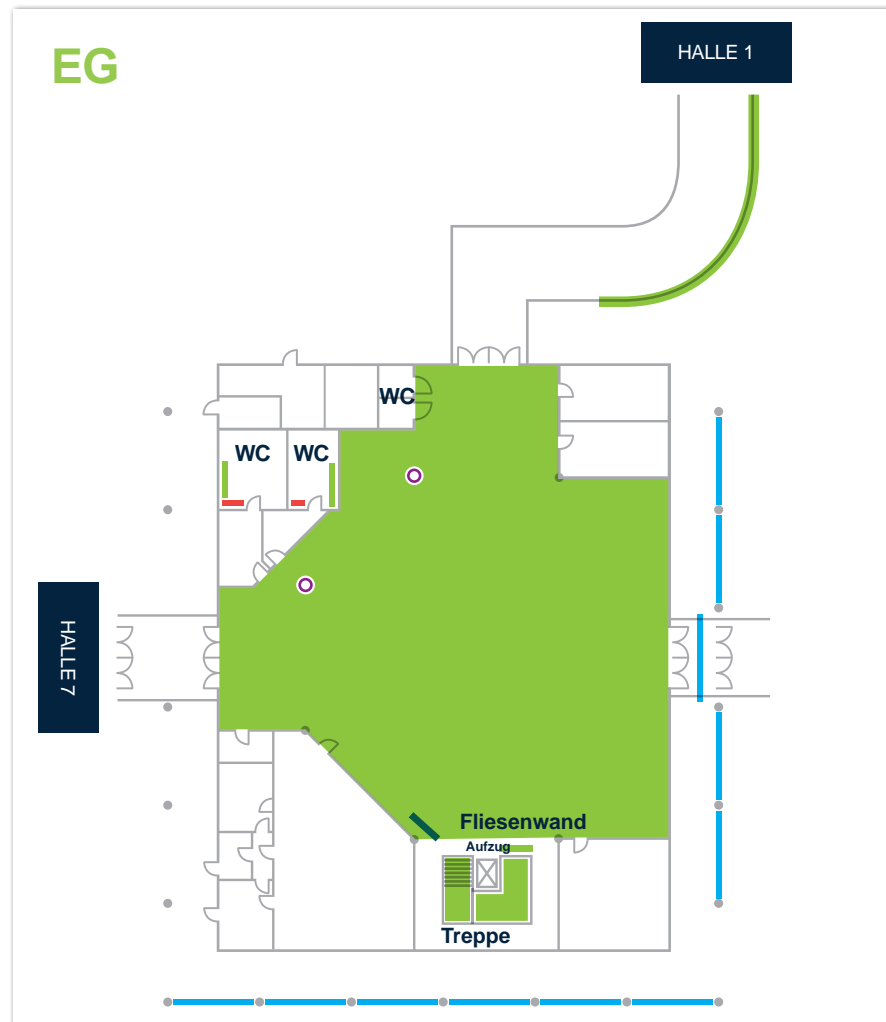 EG
HALLE 1
WC
WC
WC
HALLE 7
Fliesenwand
Aufzug
Treppe